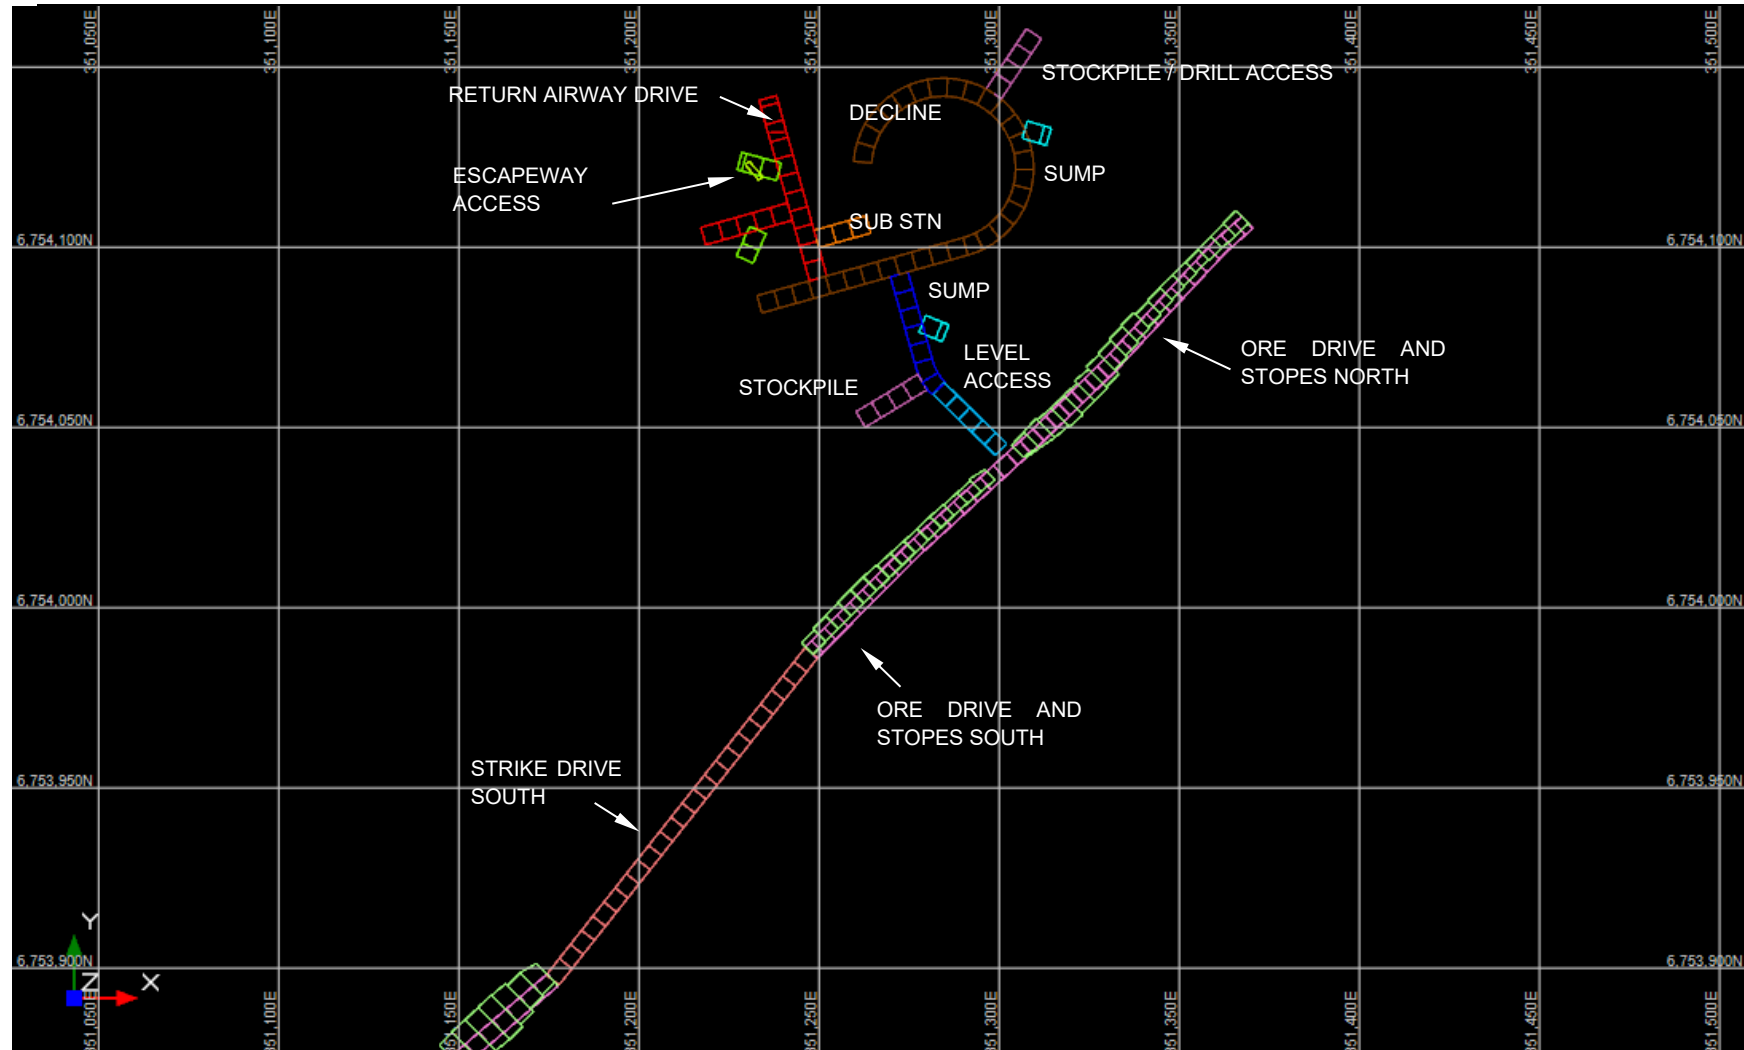 351,050E
351,100E
351,150E
351,200E
351,250E
351,300E
351,350E
351,400E
351,450E
351,500E
STOCKPILE / DRILL ACCESS
RETURN AIRWAY DRIVE
DECLINE
ESCAPEWAY
ACCESS
SUMP
SUB STN
6,754,100N
6,754,100N
SUMP
LEVEL
ACCESS
STOCKPILE
ORE DRIVE AND
STOPES NORTH
6,754,050N
6,754,050N
6,754,000N
6,754,000N
ORE DRIVE AND
STOPES SOUTH
STRIKE DRIVE
SOUTH
6,753,950N
6,753,950N
Y
6,753,900N
6,753,900N
Z
X
351,050E
351,100E
351,150E
351,200E
351,250E
351,300E
351,350E
351,400E
351,450E
351,500E